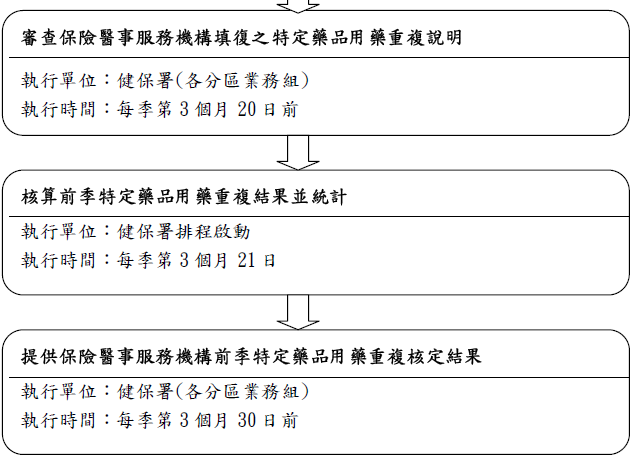 審查保險醫事服務機構填復之特定藥品用藥重複說明
執行單位：健保署(各分區業務組)
執行時間：每季第 3 個月 20 日前
核算前季特定藥品用藥重複結果並統計
執行單位：健保署排程啟動
執行時間：每季第 3 個月 21 日
提供保險醫事服務機構前季特定藥品用藥重複核定結果
執行單位：健保署(各分區業務組)
執行時間：每季第 3 個月 30 日前